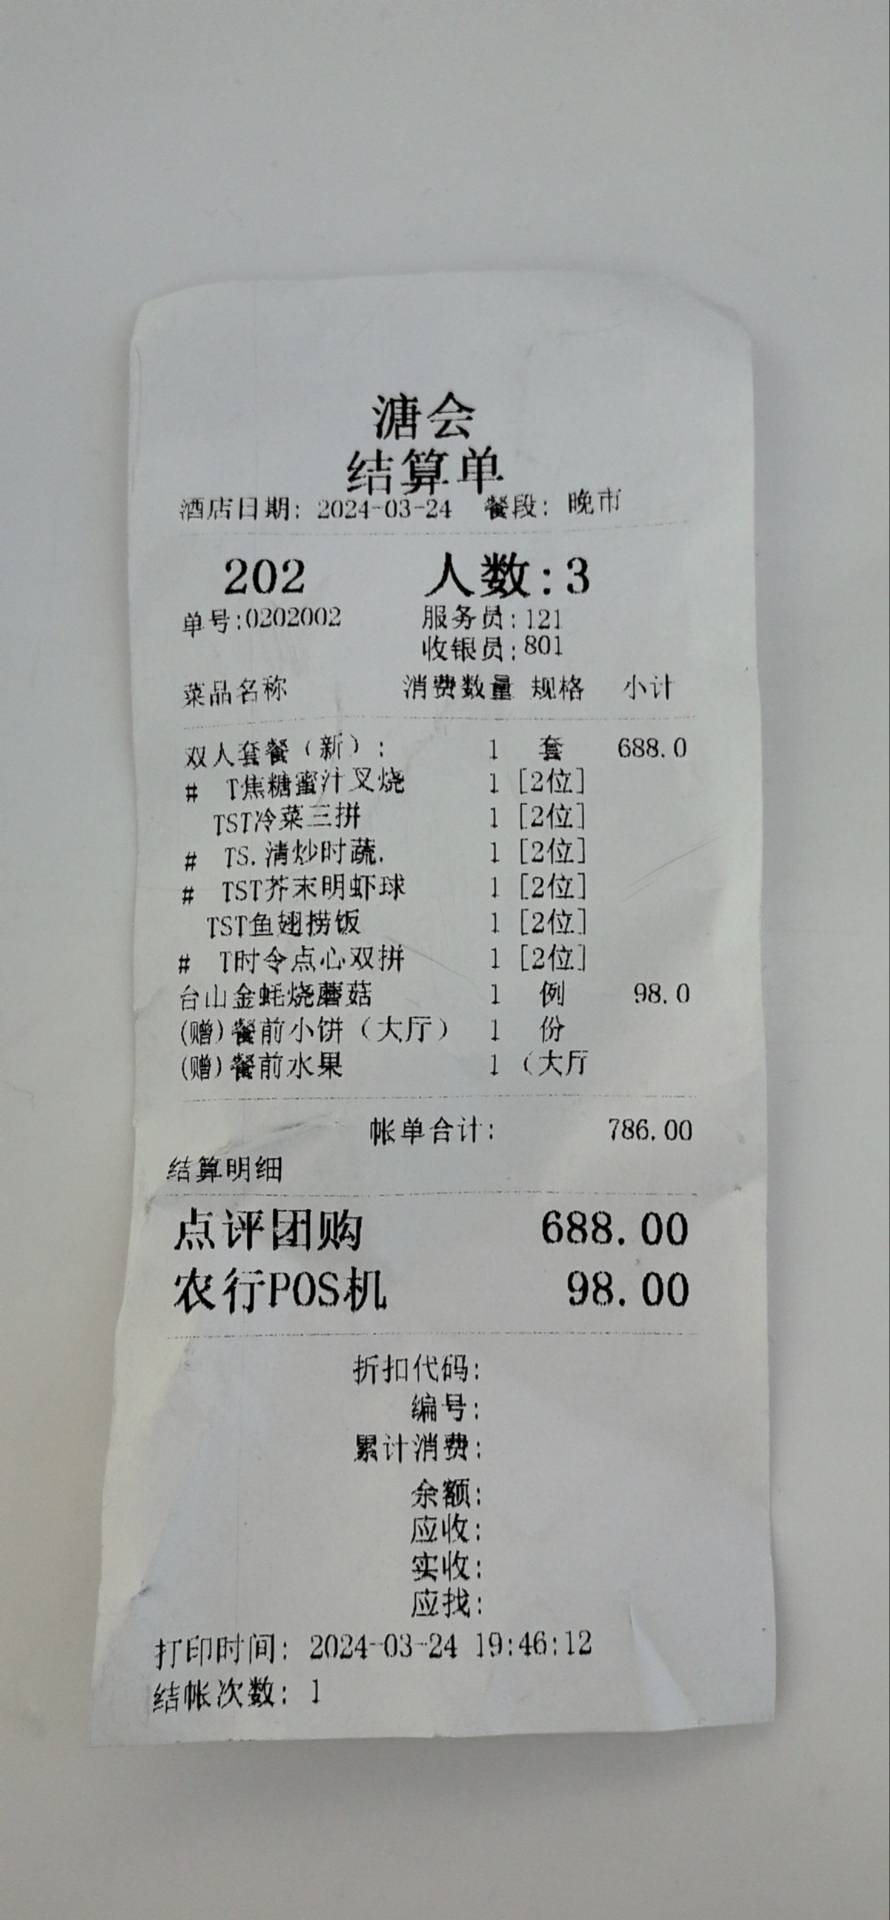 溏会
结算单
酒店日期: 2024-03-24 餐段: 晚市
202 人数:3
单号:0202002 服务员:121
收银员:801
菜品名称 消费数量 规格 小计
双人套餐（新）: 1 套 688.0
# T焦糖蜜汁叉烧 1 [2位]
TST冷菜三拼 1 [2位]
# TS.清炒时蔬. 1 [2位]
# TST芥末明虾球 1 [2位]
TST鱼翅捞饭 1 [2位]
# T时令点心双拼 1 [2位]
台山金蚝烧蘑菇 1 例 98.0
(赠)餐前小饼（大厅） 1 份
(赠)餐前水果 1 （大厅
帐单合计: 786.00
结算明细
点评团购 688.00
农行POS机 98.00
折扣代码:
编号:
累计消费:
余额:
应收:
实收:
应找:
打印时间: 2024-03-24 19:46:12
结帐次数: 1